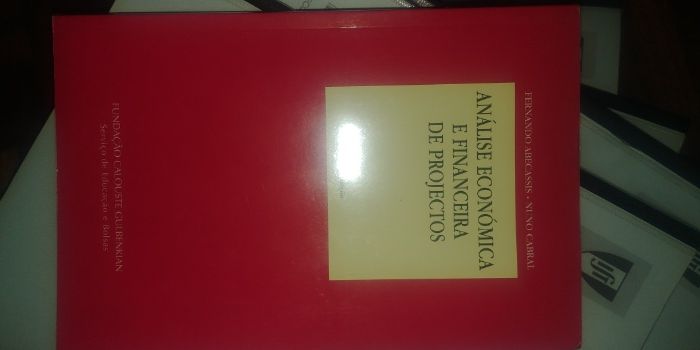 FERNANDO ABECASSIS • NUNO CABRAL
ANÁLISE ECONÓMICA
E FINANCEIRA
DE PROJECTOS
FUNDAÇÃO CALOUSTE GULBENKIAN
Serviço de Educação e Bolsas